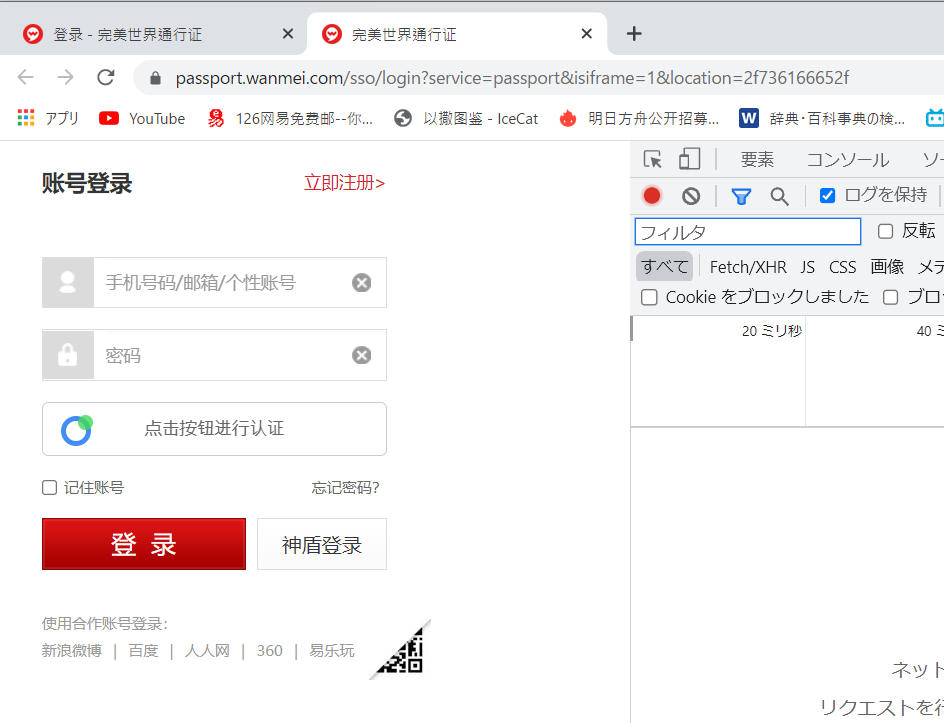 登录 - 完美世界通行证
完美世界通行证
passport.wanmei.com/sso/login?service=passport&isiframe=1&location=2f736166652f
アプリ YouTube 126网易免费邮--你... 以撒图鉴 - IceCat 明日方舟公开招募... W 辞典・百科事典の検...
账号登录 立即注册>
手机号码/邮箱/个性账号
密码
点击按钮进行认证
记住账号 忘记密码?
登 录 神盾登录
使用合作账号登录:
新浪微博 | 百度 | 人人网 | 360 | 易乐玩
要素 コンソール ソー
ログを保持
フィルタ 反転
すべて Fetch/XHR JS CSS 画像 メデ
Cookie をブロックしました ブロ
20 ミリ秒 40 ミ
ネット
リクエストを行